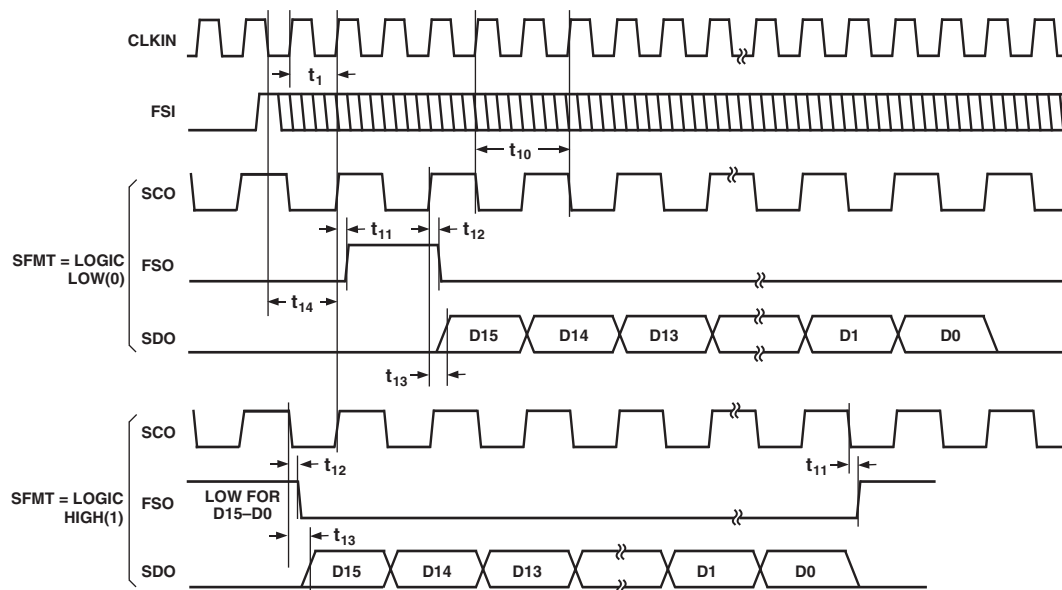 CLKIN
t1
FSI
t10
SCO
t11
t12
SFMT = LOGIC
LOW(0)
FSO
t14
SDO
D15
D14
D13
D1
D0
t13
SCO
t12
t11
SFMT = LOGIC
HIGH(1)
FSO
LOW FOR
D15–D0
t13
SDO
D15
D14
D13
D1
D0